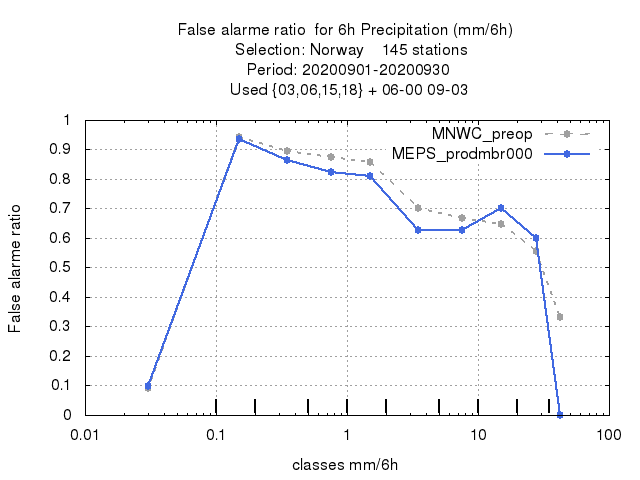 False alarme ratio  for 6h Precipitation (mm/6h)
Selection: Norway    145 stations
Period: 20200901-20200930
Used {03,06,15,18} + 06-00 09-03
MNWC_preop
MEPS_prodmbr000
False alarme ratio
1
0.9
0.8
0.7
0.6
0.5
0.4
0.3
0.2
0.1
0
0.01 0.1 1 10 100
classes mm/6h